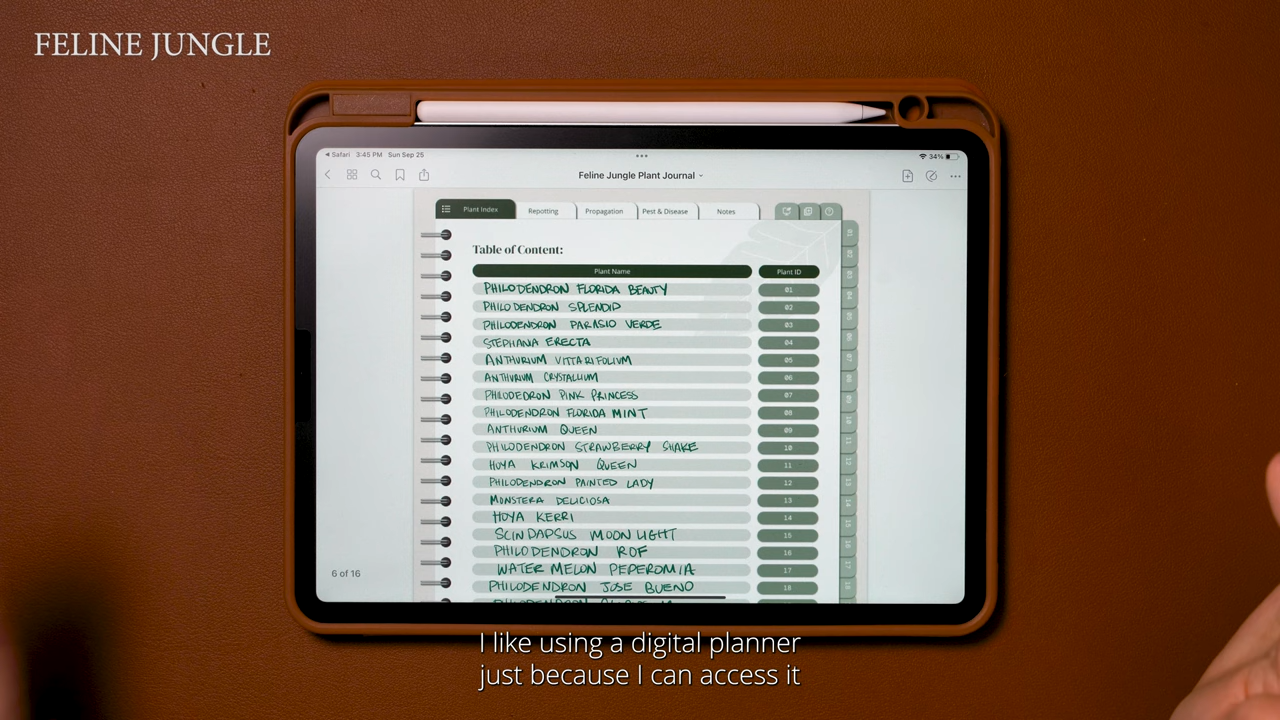 FELINE JUNGLE
Safari 3:45 PM Sun Sep 25
34%
Feline Jungle Plant Journal
Plant Index Repotting Propagation Pest & Disease Notes
Table of Content:
Plant Name Plant ID
PHILODENDRON FLORIDA BEAUTY 01
PHILODENDRON SPLENDID 02
PHILODENDRON PARASIO VERDE 03
STEPHANA ERECTA 04
ANTHURIUM VITTARIFOLIUM 05
ANTHURIUM CRYSTALLIUM 06
PHILODEDRON PINK PRINCESS 07
PHILODENDRON FLORIDA MINT 08
ANTHURIUM QUEEN 09
PHILODENDRON STRAWBERRY SHAKE 10
HOYA KRIMSON QUEEN 11
PHILODENDRON PAINTED LADY 12
MONSTERA DELICIOSA 13
HOYA KERRI 14
SCINDAPSUS MOONLIGHT 15
PHILODENDRON ROF 16
WATER MELON PEPEROMIA 17
PHILODENDRON JOSE BUENO 18
6 of 16
I like using a digital planner
just because I can access it